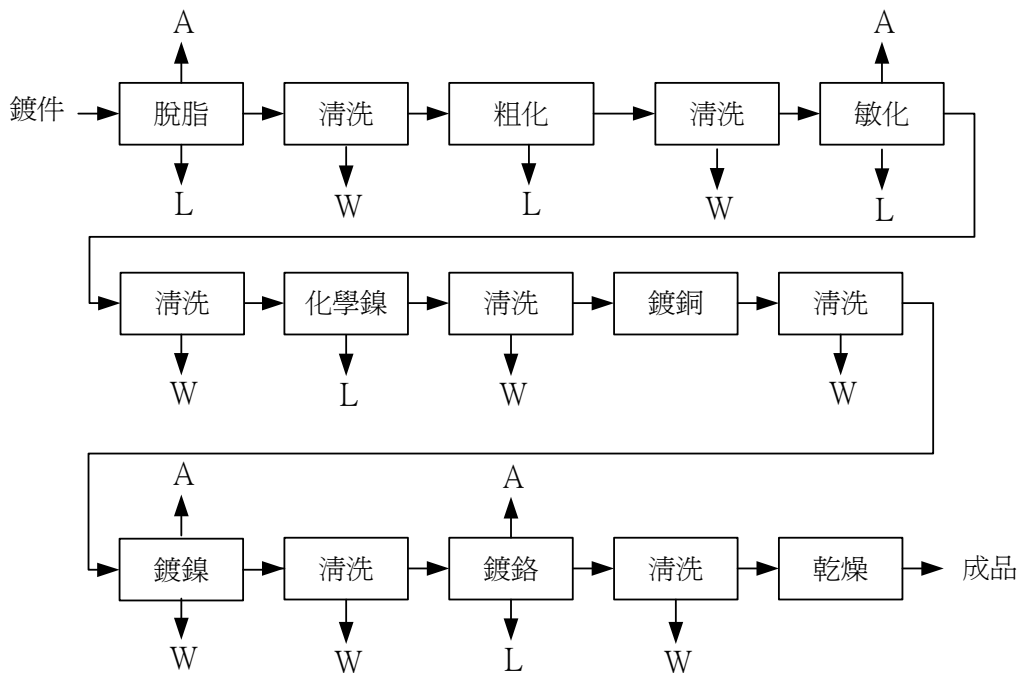 A A
鍍件 脫脂 清洗 粗化 清洗 敏化
L W L W L
清洗 化學鎳 清洗 鍍銅 清洗
W L W W
A A
鍍鎳 清洗 鍍鉻 清洗 乾燥 成品
W W L W